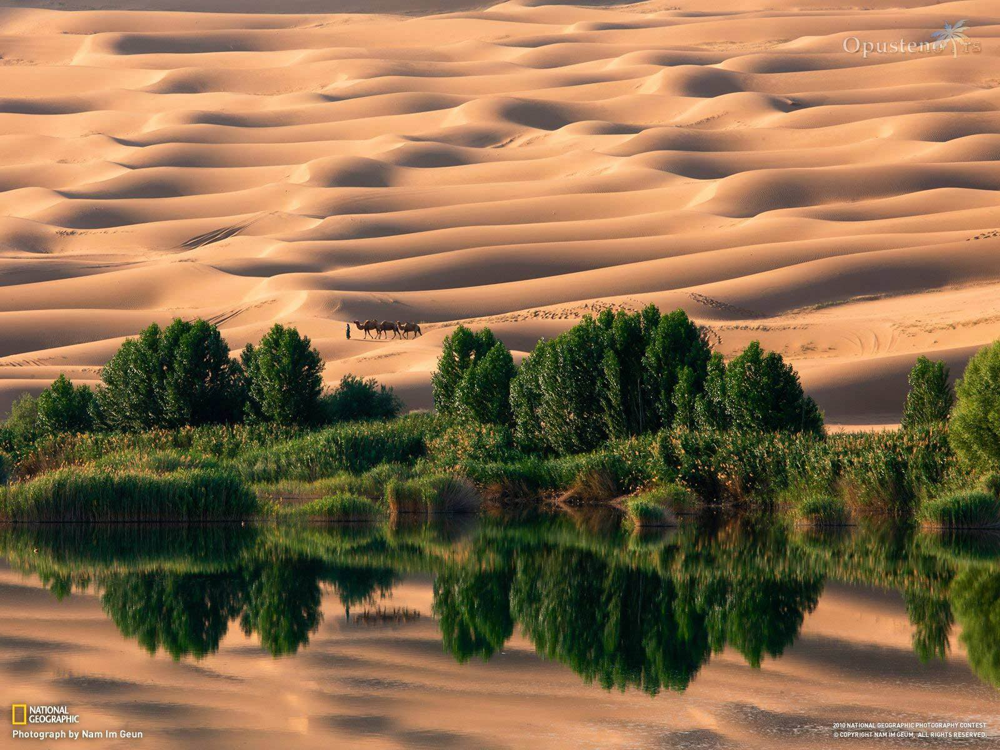 Opusteno.rs
NATIONAL
GEOGRAPHIC
Photograph by Nam Im Geun
2010 NATIONAL GEOGRAPHIC PHOTOGRAPHY CONTEST
© COPYRIGHT NAM IM GEUM, ALL RIGHTS RESERVED.